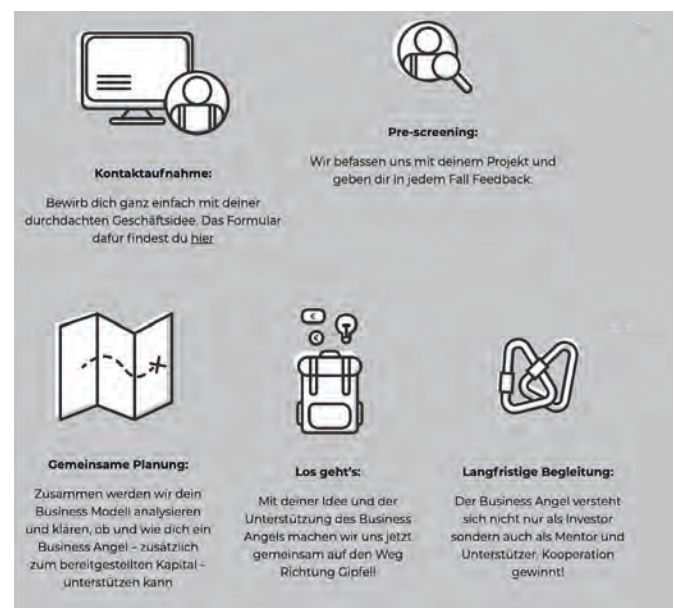 Kontaktaufnahme:
Bewirb dich ganz einfach mit deiner
durchdachten Geschäftsidee. Das Formular
dafür findest du hier
Pre-screening:
Wir befassen uns mit deinem Projekt und
geben dir in jedem Fall Feedback.
Gemeinsame Planung:
Zusammen werden wir dein
Business Modell analysieren
und klären, ob und wie dich ein
Business Angel – zusätzlich
zum bereitgestellten Kapital –
unterstützen kann
€
€
Los geht's:
Mit deiner Idee und der
Unterstützung des Business
Angels machen wir uns jetzt
gemeinsam auf den Weg
Richtung Gipfel!
Langfristige Begleitung:
Der Business Angel versteht
sich nicht nur als Investor
sondern auch als Mentor und
Unterstützer. Kooperation
gewinnt!